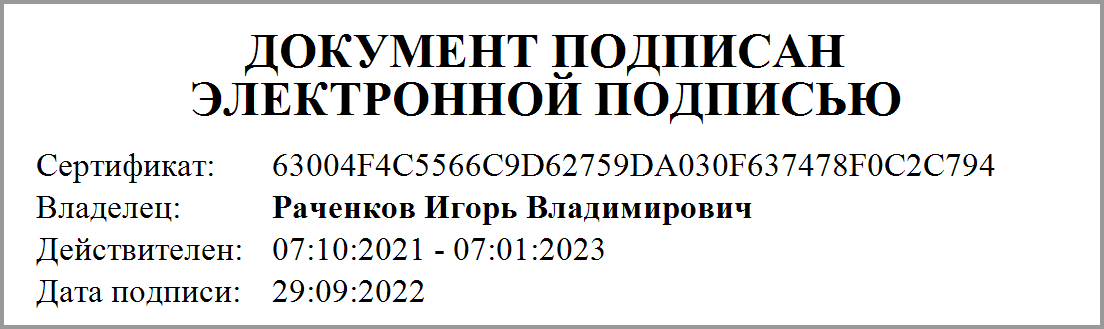 ДОКУМЕНТ ПОДПИСАН
ЭЛЕКТРОННОЙ ПОДПИСЬЮ
Сертификат: 63004F4C5566C9D62759DA030F637478F0C2C794
Владелец: Раченков Игорь Владимирович
Действителен: 07:10:2021 - 07:01:2023
Дата подписи: 29:09:2022